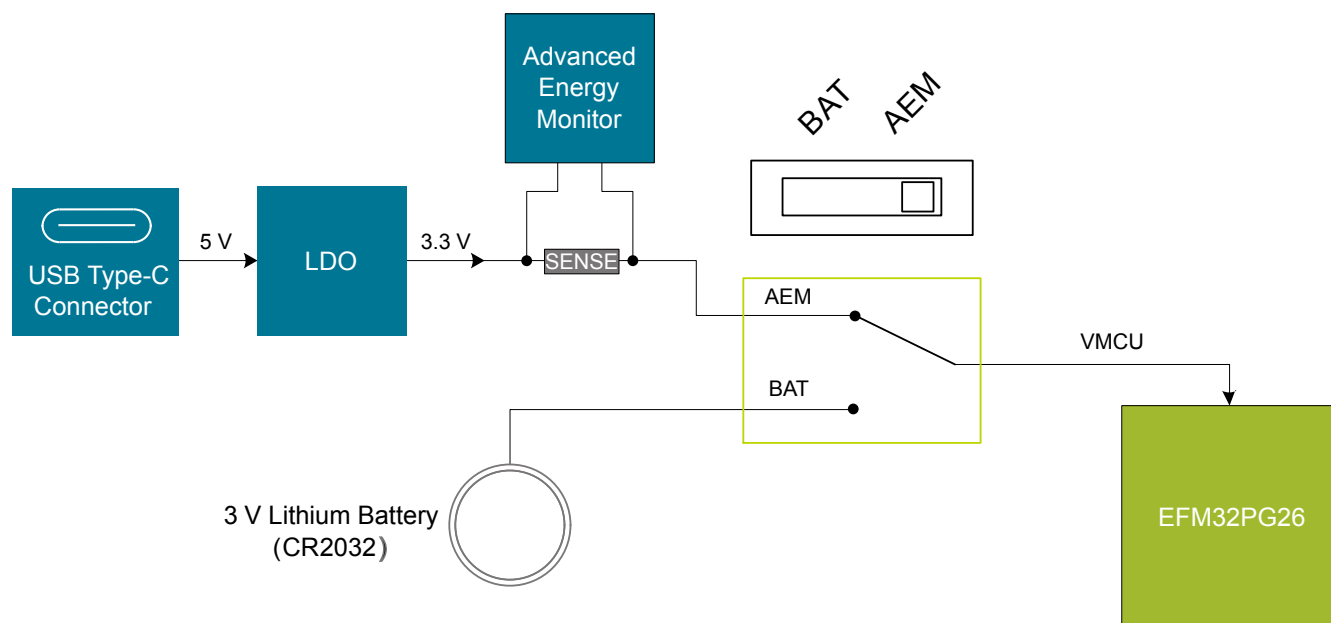 Advanced
Energy
Monitor
BAT
AEM
USB Type-C
Connector
5 V
LDO
3.3 V
SENSE
AEM
BAT
VMCU
3 V Lithium Battery
(CR2032)
EFM32PG26